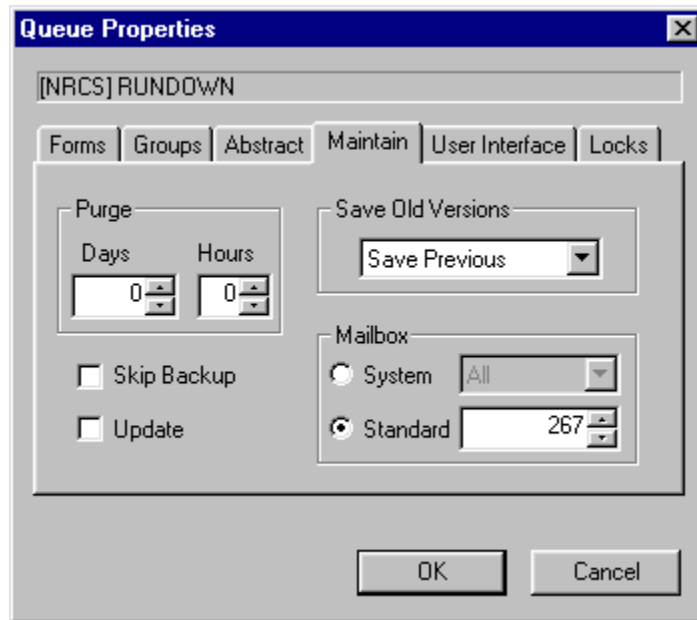 Queue Properties
[NRCS] RUNDOWN
Forms Groups Abstract Maintain User Interface Locks
Purge
Days Hours
0 0
Skip Backup
Update
Save Old Versions
Save Previous
Mailbox
System All
Standard 267
OK Cancel